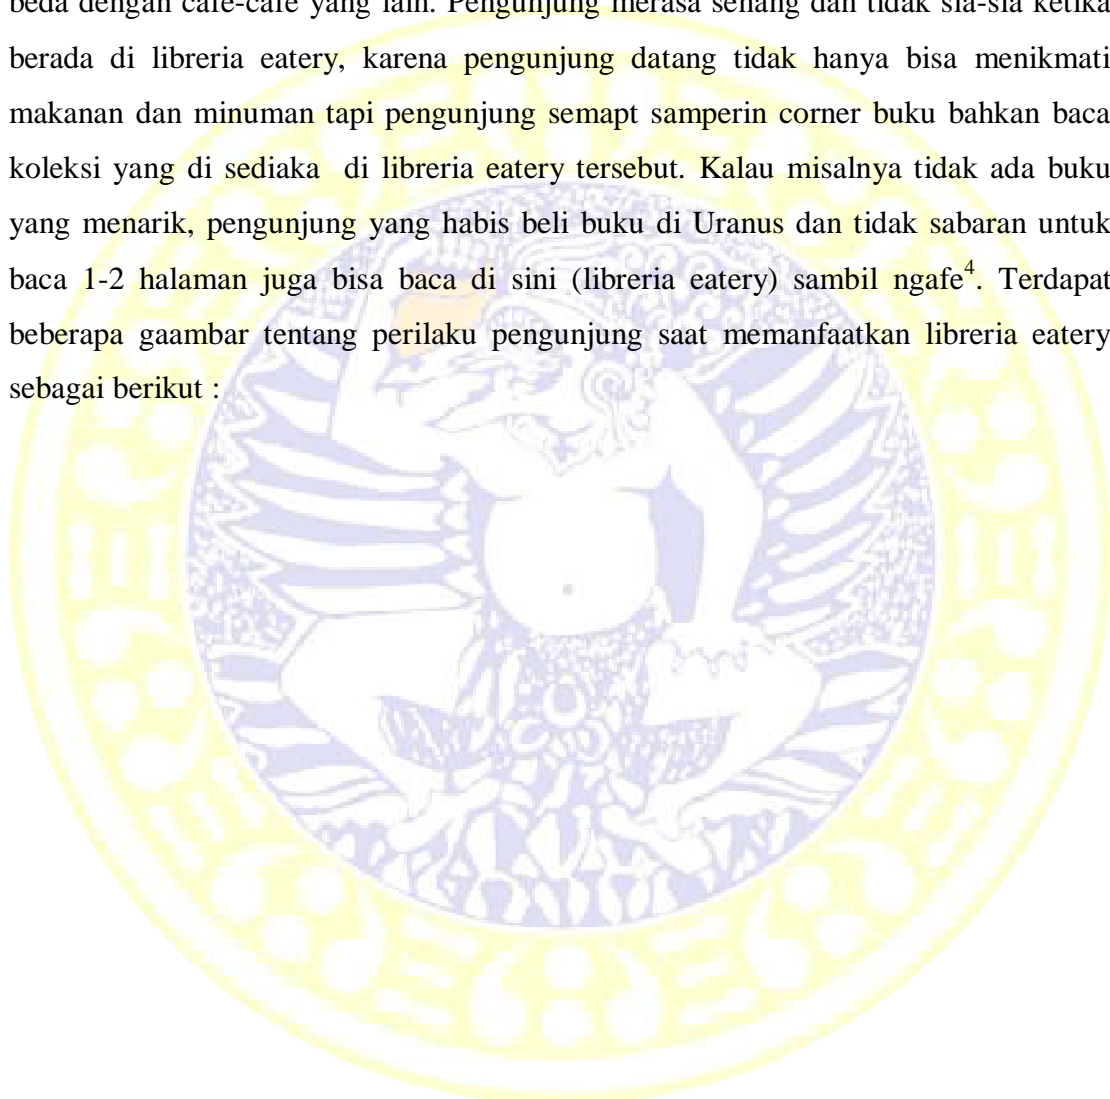 beda dengan cafe-cafe yang lain. Pengunjung merasa senang dan tidak sia-sia ketika
berada di libreria eatery, karena pengunjung datang tidak hanya bisa menikmati
makanan dan minuman tapi pengunjung semapt samperin corner buku bahkan baca
koleksi yang di sediaka di libreria eatery tersebut. Kalau misalnya tidak ada buku
yang menarik, pengunjung yang habis beli buku di Uranus dan tidak sabaran untuk
baca 1-2 halaman juga bisa baca di sini (libreria eatery) sambil ngafe⁴. Terdapat
beberapa gaambar tentang perilaku pengunjung saat memanfaatkan libreria eatery
sebagai berikut :